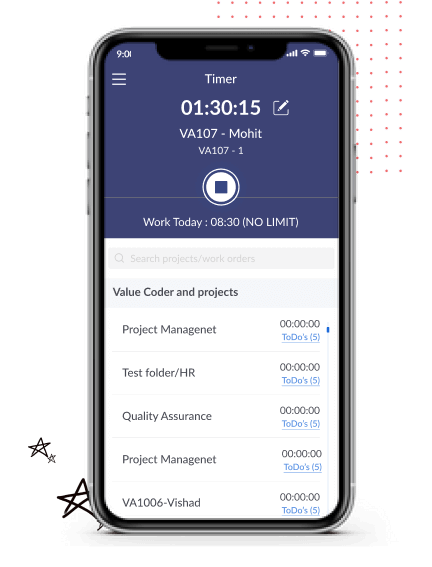 9:0
Timer
01:30:15
VA107 - Mohit
VA107 - 1
Work Today : 08:30 (NO LIMIT)
Search projects/work orders
Value Coder and projects
Project Managenet
00:00:00
ToDo's (5)
Test folder/HR
00:00:00
ToDo's (5)
Quality Assurance
00:00:00
ToDo's (5)
Project Managenet
00:00:00
ToDo's (5)
VA1006-Vishad
00:00:00
ToDo's (5)